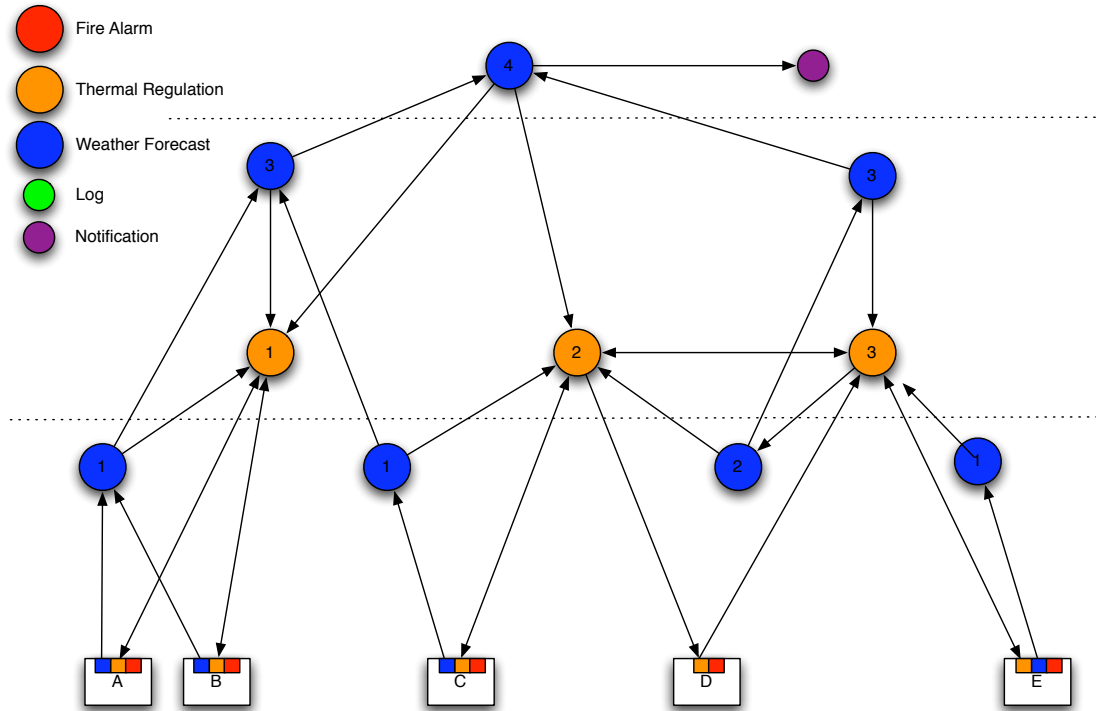 Fire Alarm
4
Thermal Regulation
Weather Forecast
3
3
Log
Notification
1
2
3
1
1
2
1
A
B
C
D
E